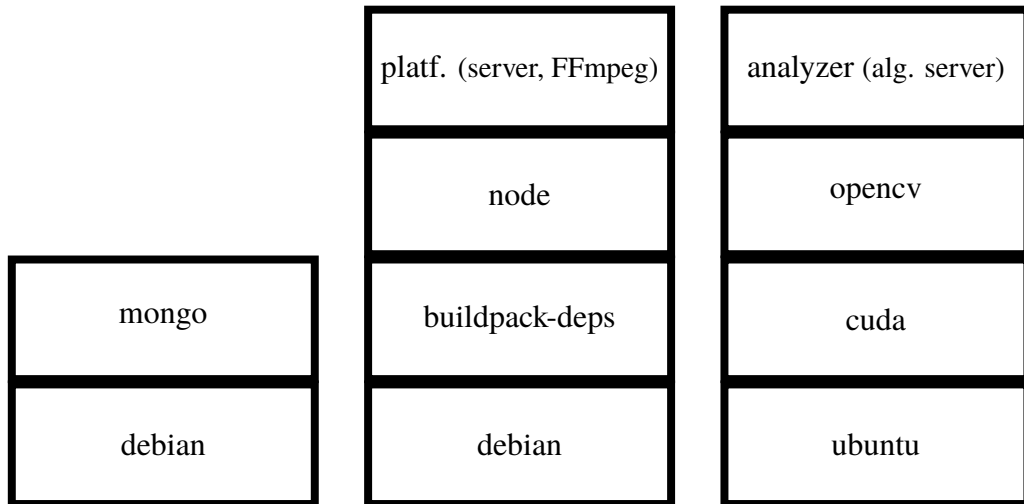 platf. (server, FFmpeg)
analyzer (alg. server)
node
opencv
mongo
buildpack-deps
cuda
debian
debian
ubuntu